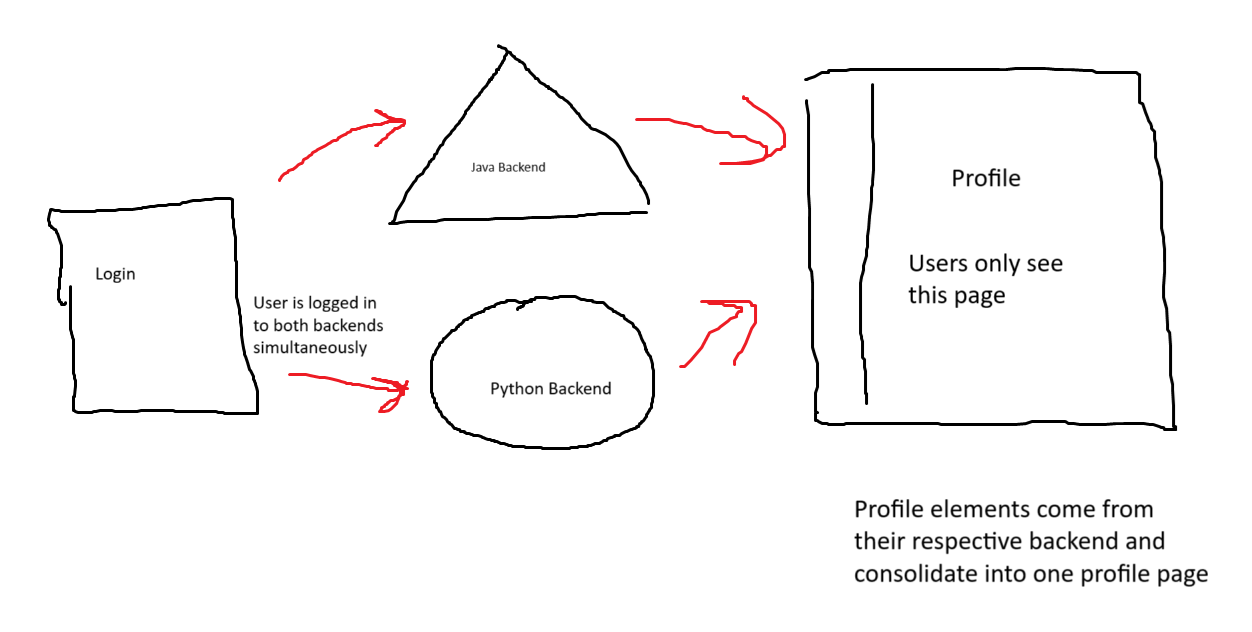 Java Backend
Profile
Users only see
this page
Login
User is logged in
to both backends
simultaneously
Python Backend
Profile elements come from
their respective backend and
consolidate into one profile page